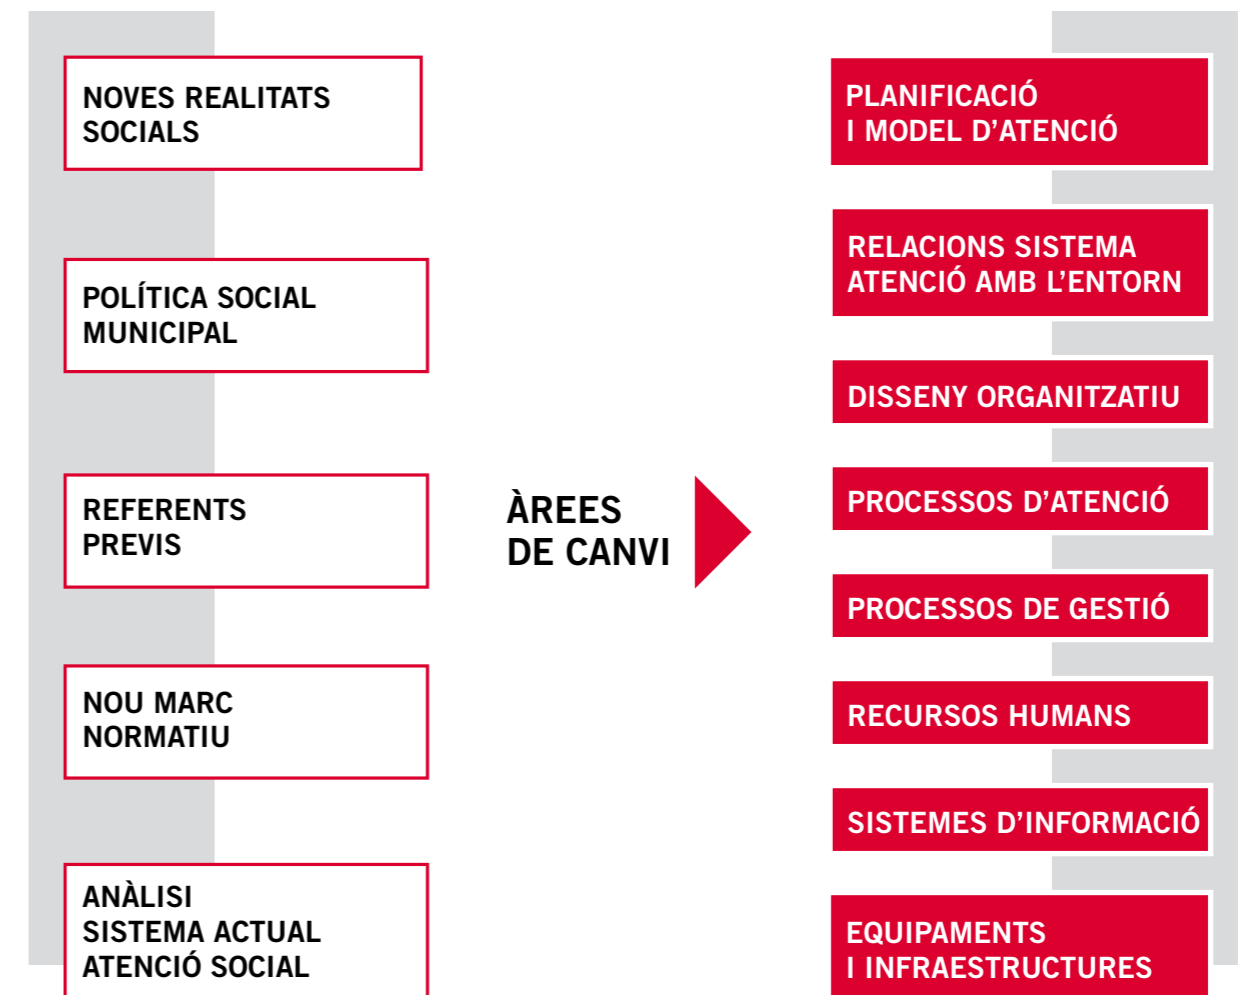 NOVES REALITATS
SOCIALS
POLÍTICA SOCIAL
MUNICIPAL
REFERENTS
PREVIS
NOU MARC
NORMATIU
ANÀLISI
SISTEMA ACTUAL
ATENCIÓ SOCIAL
ÀREES
DE CANVI
PLANIFICACIÓ
I MODEL D’ATENCIÓ
RELACIONS SISTEMA
ATENCIÓ AMB L’ENTORN
DISSENY ORGANITZATIU
PROCESSOS D’ATENCIÓ
PROCESSOS DE GESTIÓ
RECURSOS HUMANS
SISTEMES D’INFORMACIÓ
EQUIPAMENTS
I INFRAESTRUCTURES